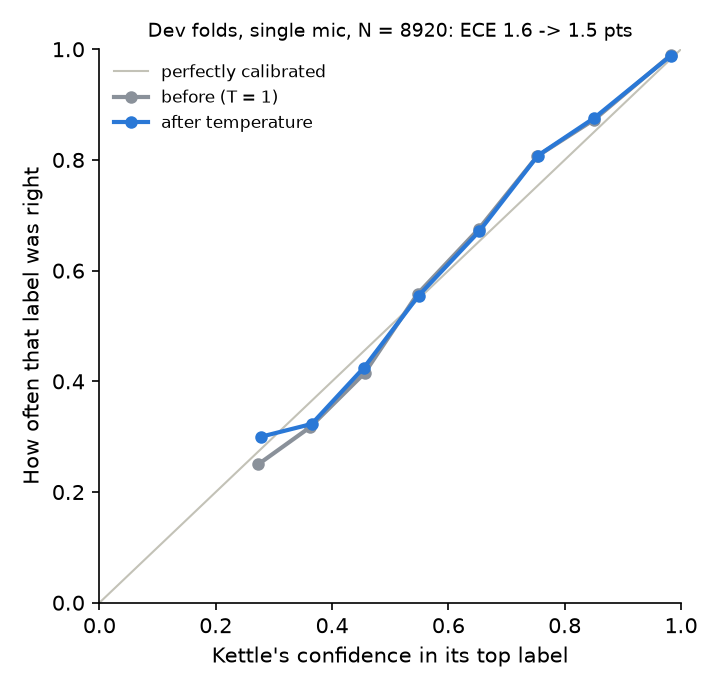 Dev folds, single mic, N = 8920: ECE 1.6 -> 1.5 pts
perfectly calibrated
before (T = 1)
after temperature
How often that label was right
1.0
0.8
0.6
0.4
0.2
0.0
0.0 0.2 0.4 0.6 0.8 1.0
Kettle's confidence in its top label